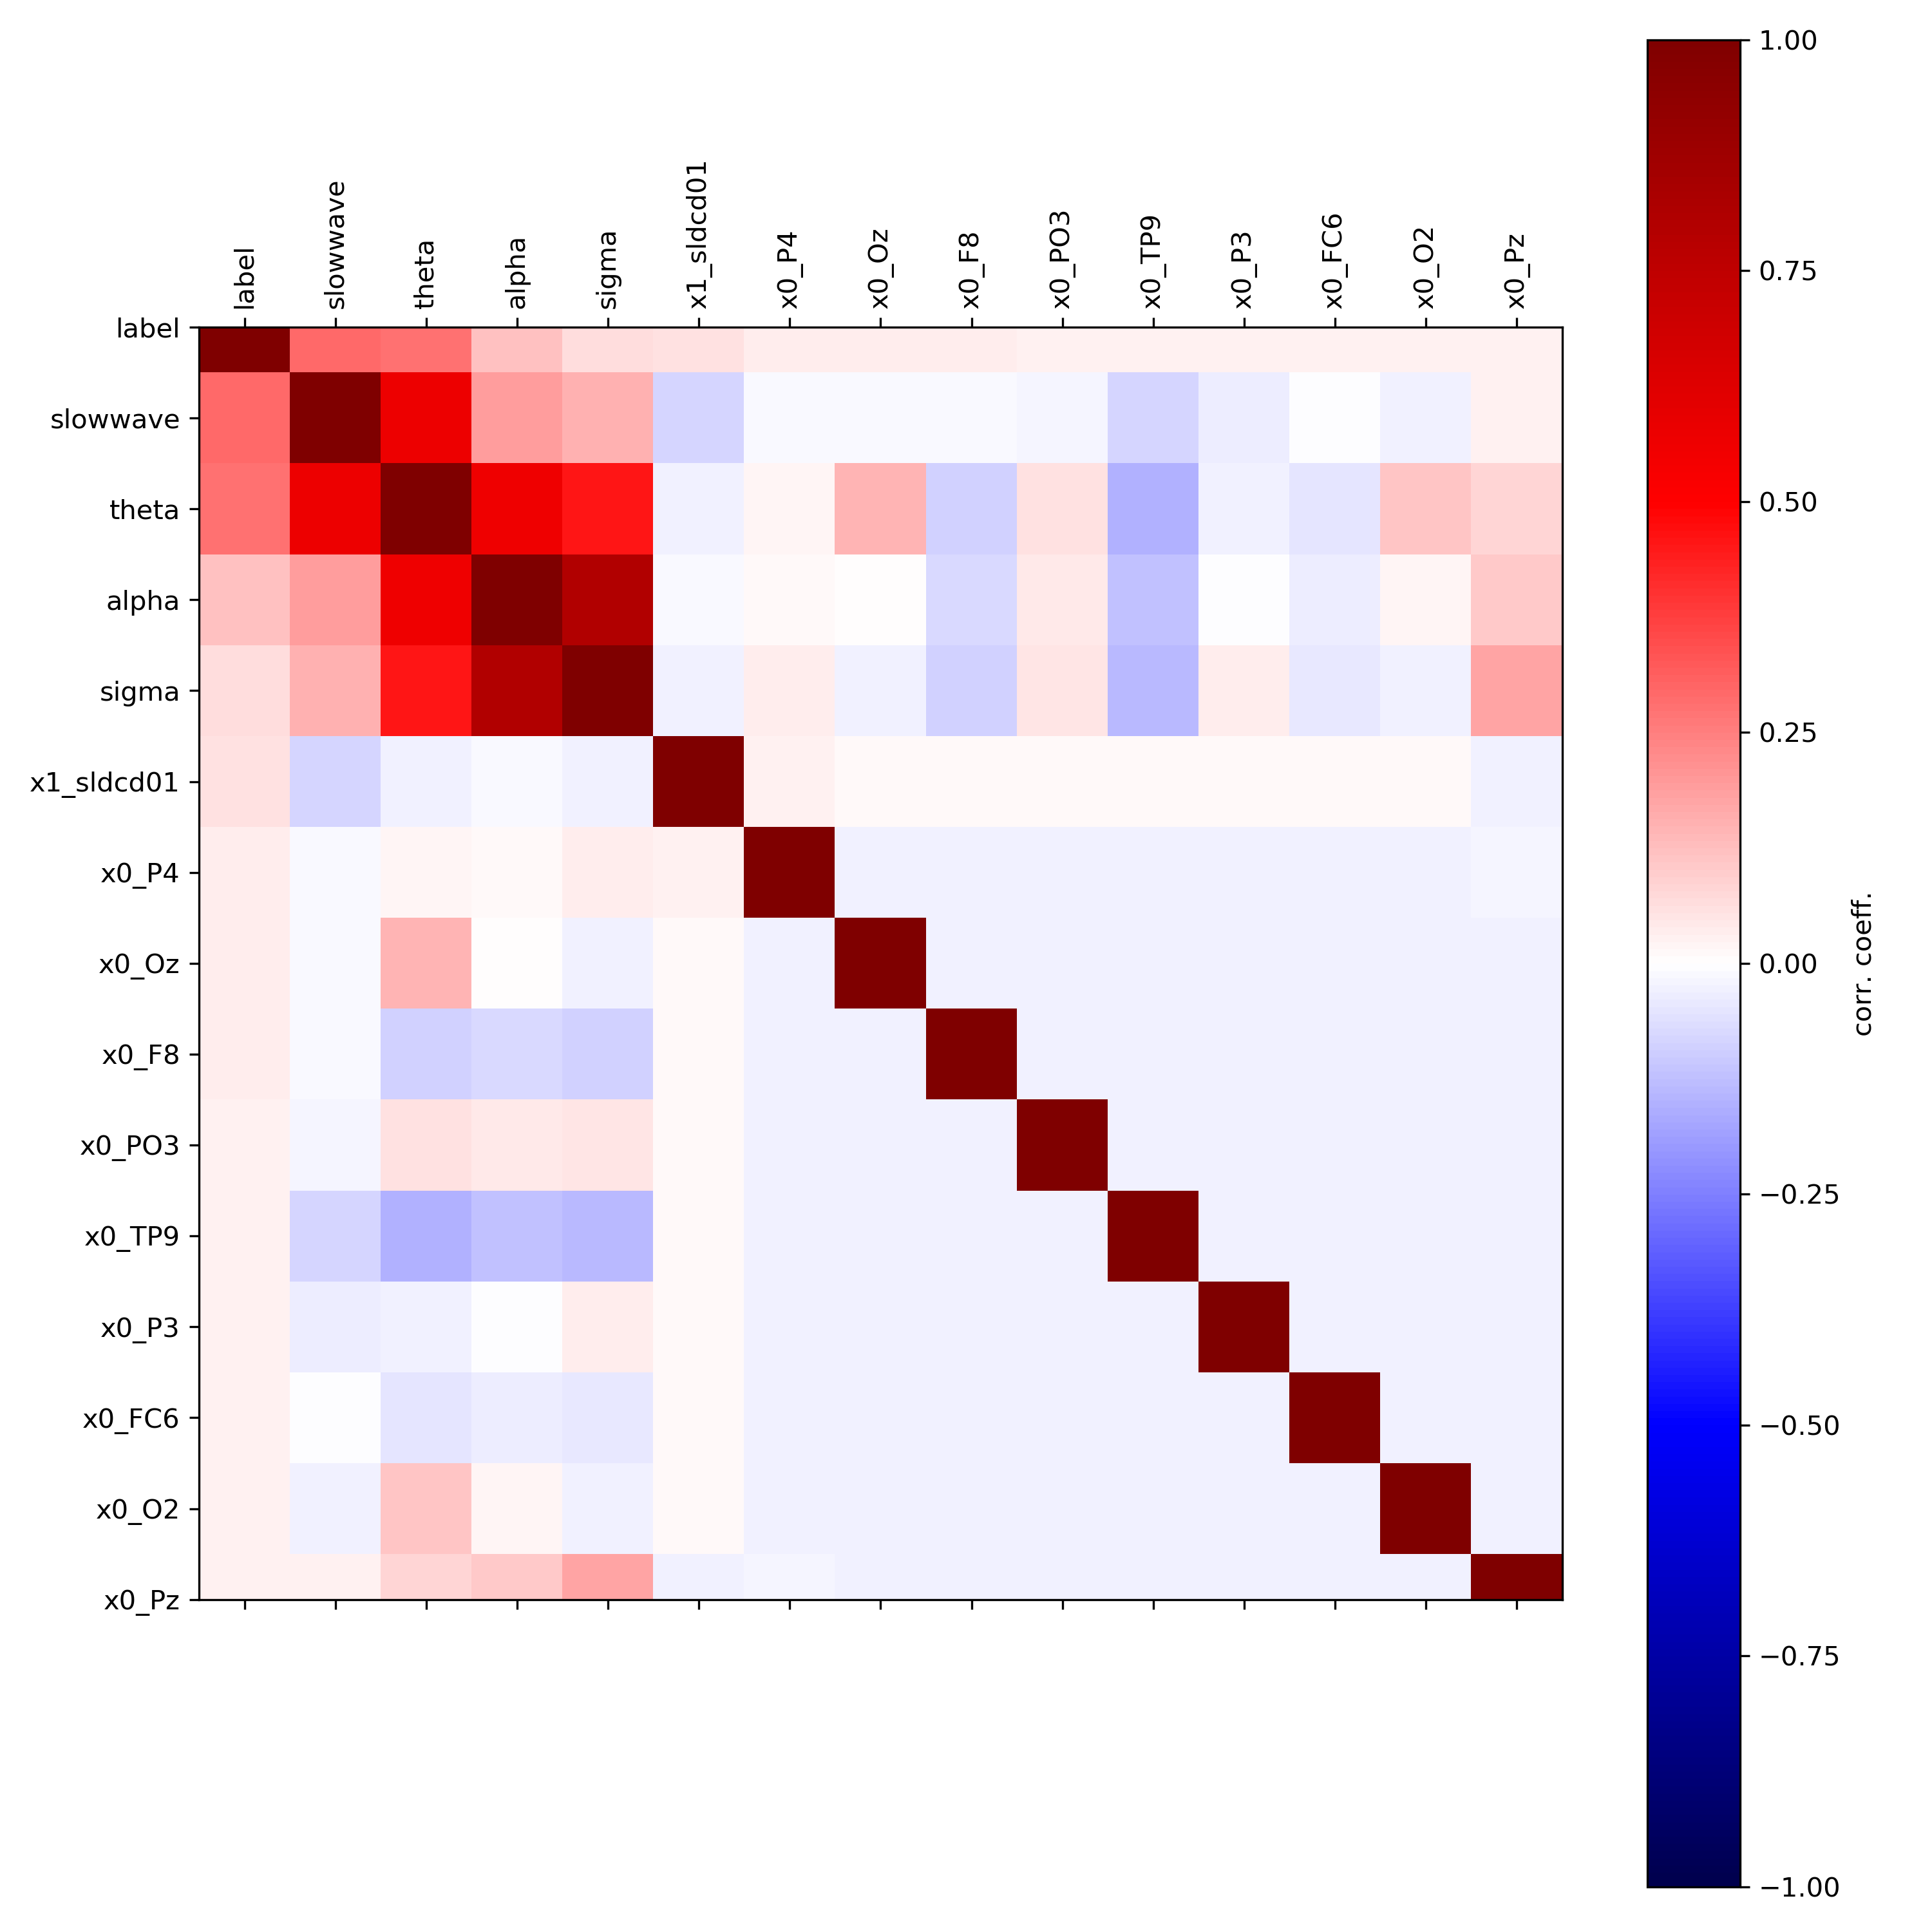 label
slowwave
theta
alpha
sigma
x1_sldcd01
x0_P4
x0_Oz
x0_F8
x0_PO3
x0_TP9
x0_P3
x0_FC6
x0_O2
x0_Pz
label
slowwave
theta
alpha
sigma
x1_sldcd01
x0_P4
x0_Oz
x0_F8
x0_PO3
x0_TP9
x0_P3
x0_FC6
x0_O2
x0_Pz
1.00
0.75
0.50
0.25
0.00
−0.25
−0.50
−0.75
−1.00
corr. coeff.